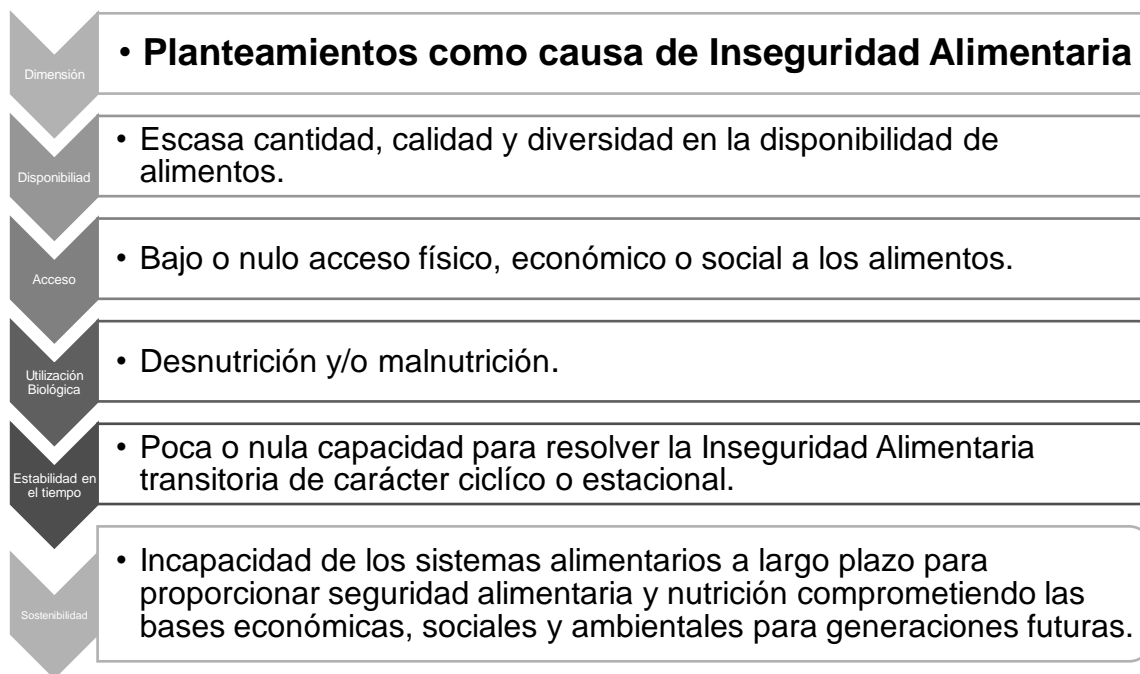 Dimensión
• Planteamientos como causa de Inseguridad Alimentaria
Disponibiliad
• Escasa cantidad, calidad y diversidad en la disponibilidad de
alimentos.
Acceso
• Bajo o nulo acceso físico, económico o social a los alimentos.
Utilización
Biológica
• Desnutrición y/o malnutrición.
Estabilidad en
el tiempo
• Poca o nula capacidad para resolver la Inseguridad Alimentaria
transitoria de carácter ciclíco o estacional.
Sostenibilidad
• Incapacidad de los sistemas alimentarios a largo plazo para
proporcionar seguridad alimentaria y nutrición comprometiendo las
bases económicas, sociales y ambientales para generaciones futuras.